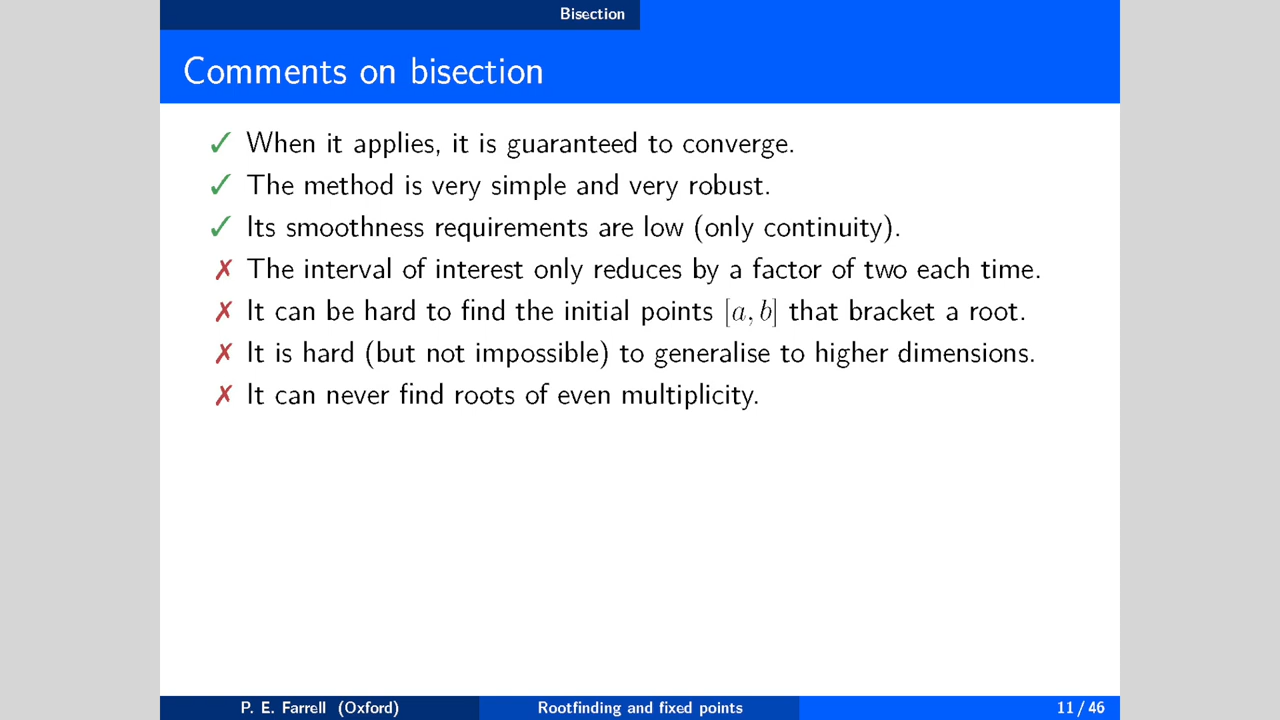 Bisection
Comments on bisection
✓ When it applies, it is guaranteed to converge.
✓ The method is very simple and very robust.
✓ Its smoothness requirements are low (only continuity).
✗ The interval of interest only reduces by a factor of two each time.
✗ It can be hard to find the initial points [a, b] that bracket a root.
✗ It is hard (but not impossible) to generalise to higher dimensions.
✗ It can never find roots of even multiplicity.
P. E. Farrell (Oxford) Rootfinding and fixed points 11 / 46